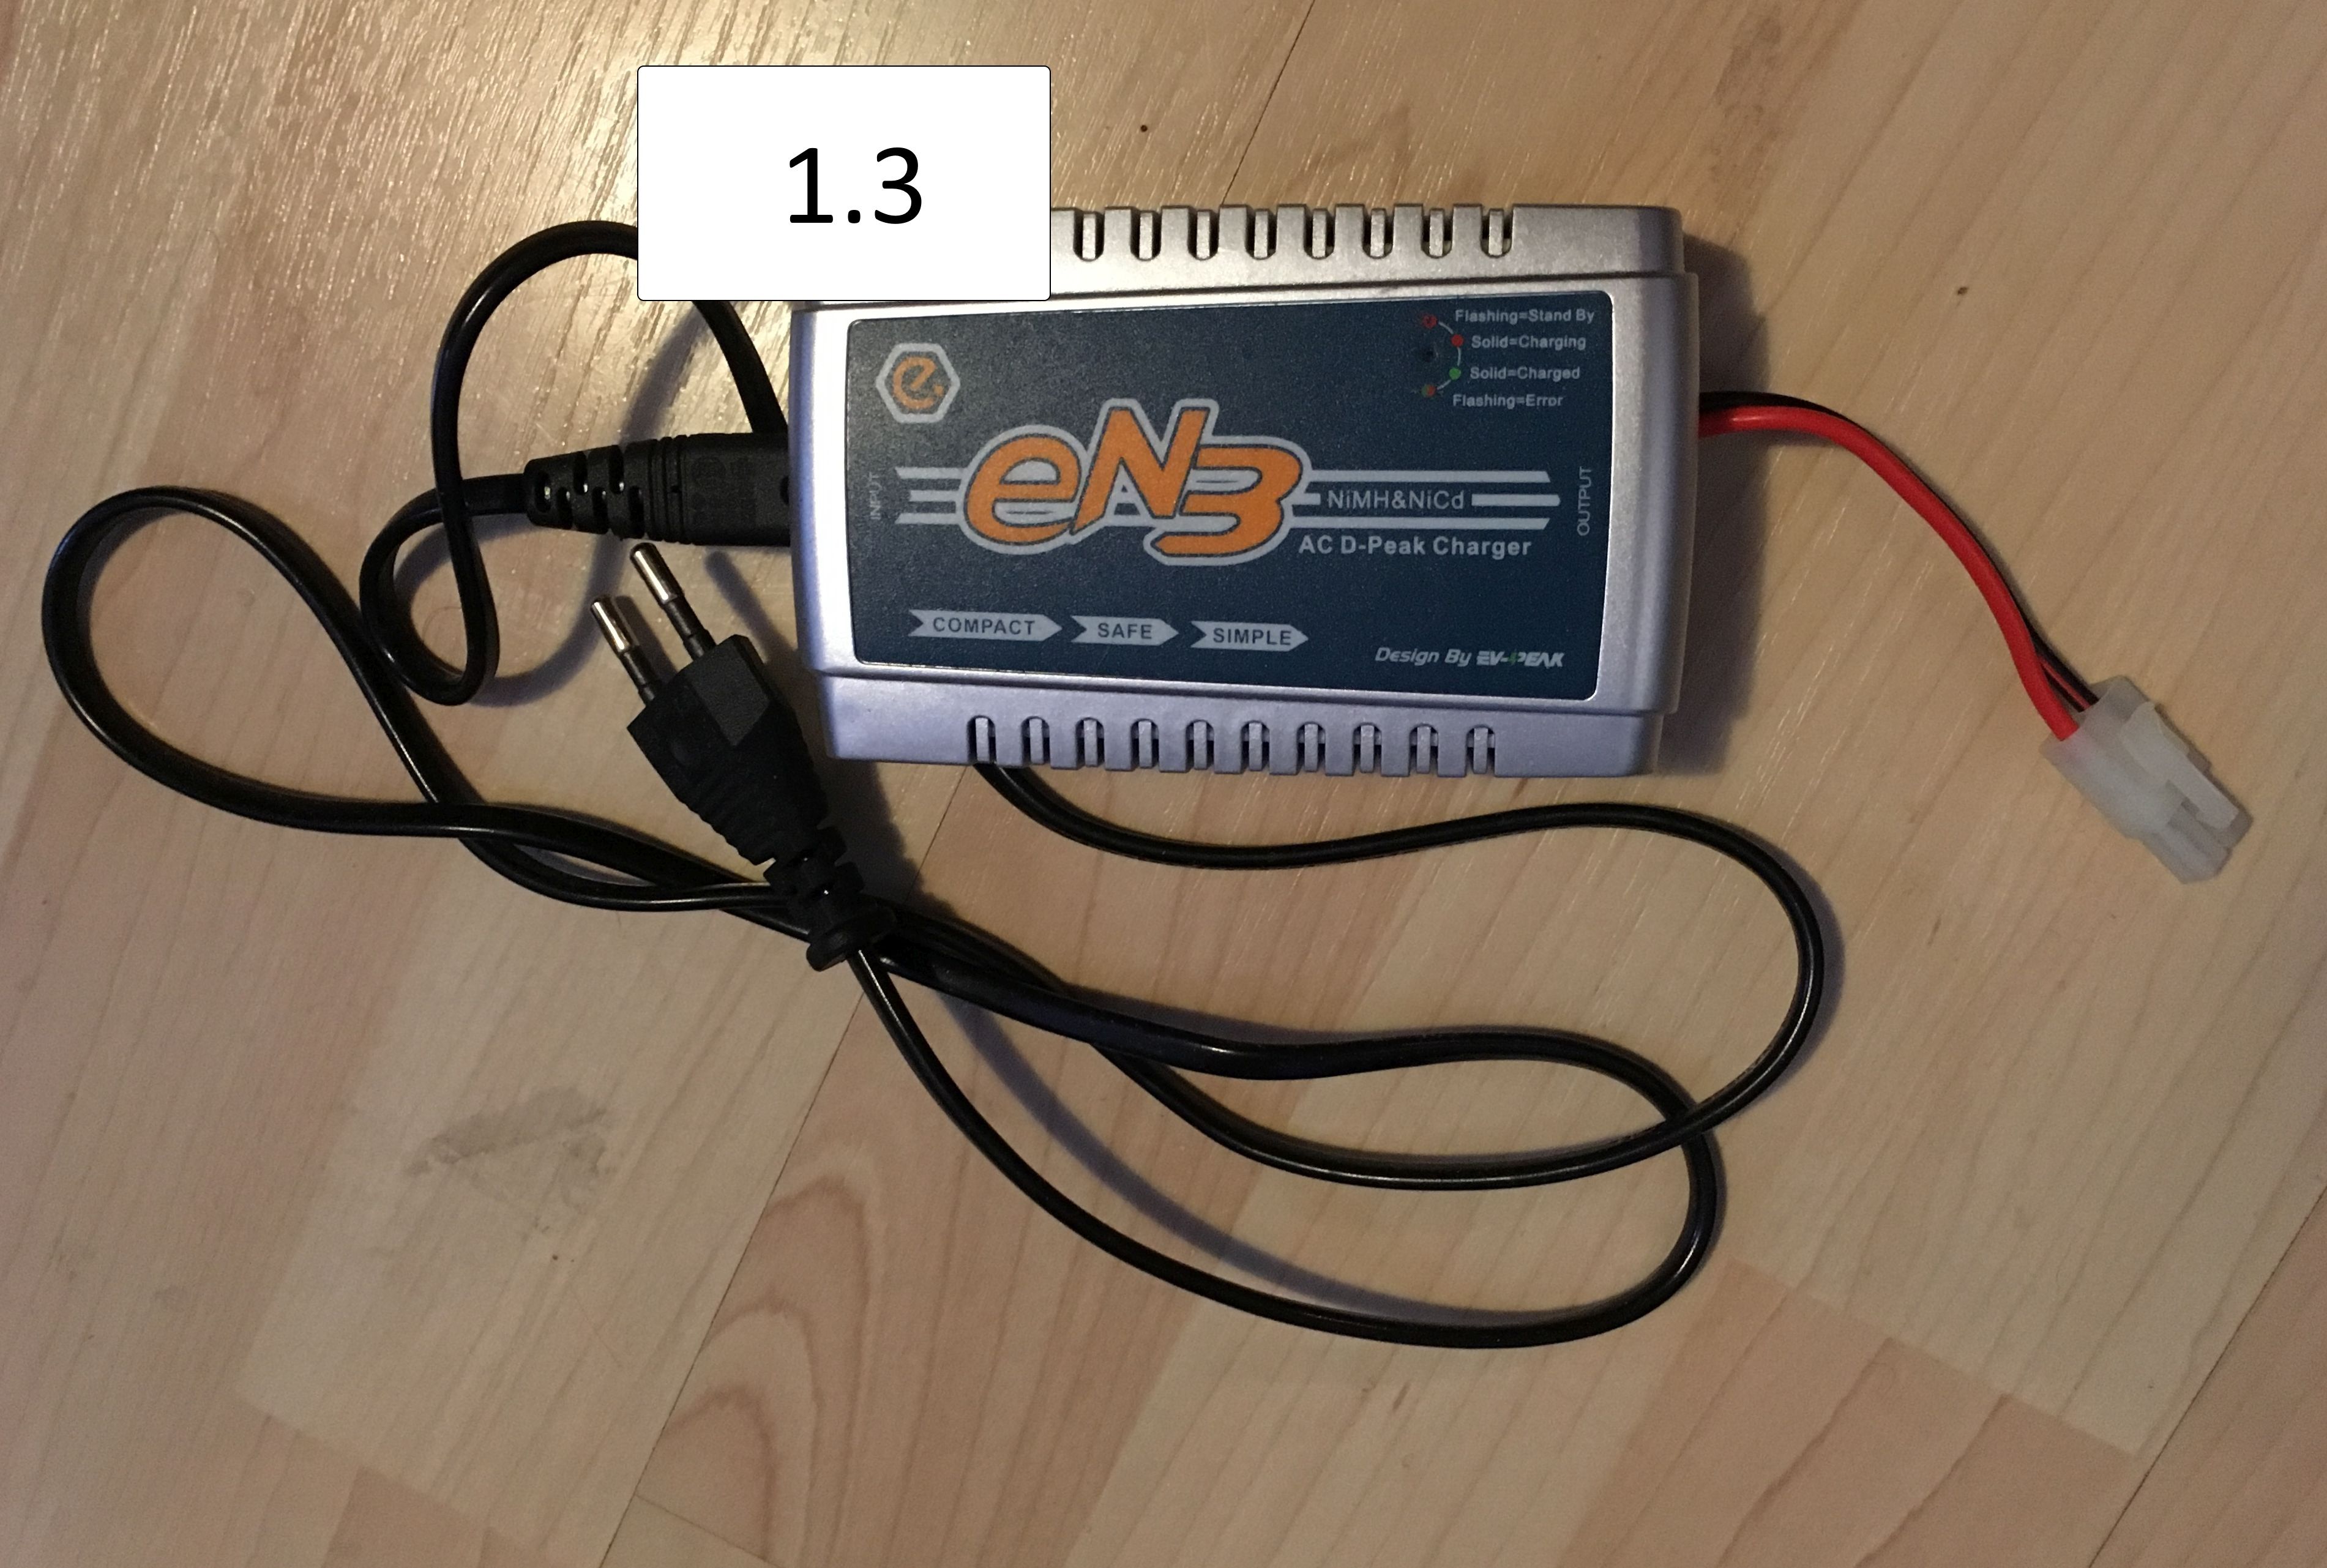 1.3
Flashing=Stand By
Solid=Charging
Solid=Charged
Flashing=Error
e
INPUT
eN3
NiMH&NiCd
AC D-Peak Charger
OUTPUT
COMPACT SAFE SIMPLE
Design By EV-PEAK